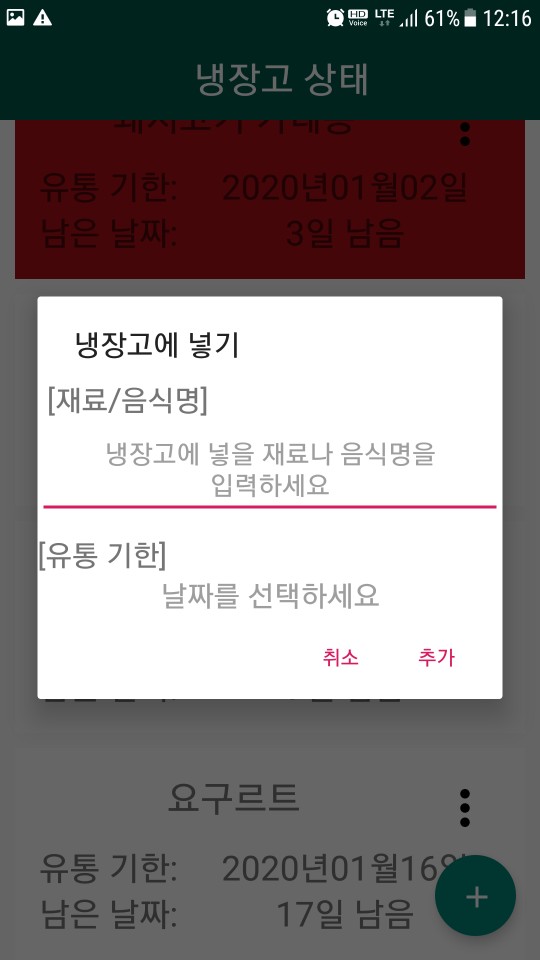 HD Voice LTE 61% 12:16
냉장고 상태
유통 기한: 2020년01월02일
남은 날짜: 3일 남음
냉장고에 넣기
[재료/음식명]
냉장고에 넣을 재료나 음식명을
입력하세요
[유통 기한]
날짜를 선택하세요
취소 추가
요구르트
유통 기한: 2020년01월16일
남은 날짜: 17일 남음
+